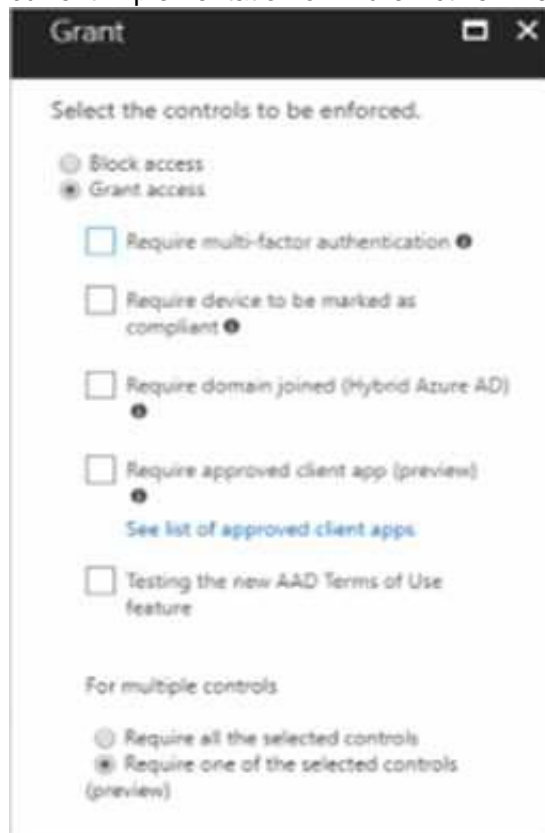 Grant
Select the controls to be enforced.
Block access
Grant access
Require multi-factor authentication
Require device to be marked as
compliant
Require domain joined (Hybrid Azure AD)
Require approved client app (preview)
See list of approved client apps
Testing the new AAD Terms of Use
feature
For multiple controls
Require all the selected controls
Require one of the selected controls
(preview)